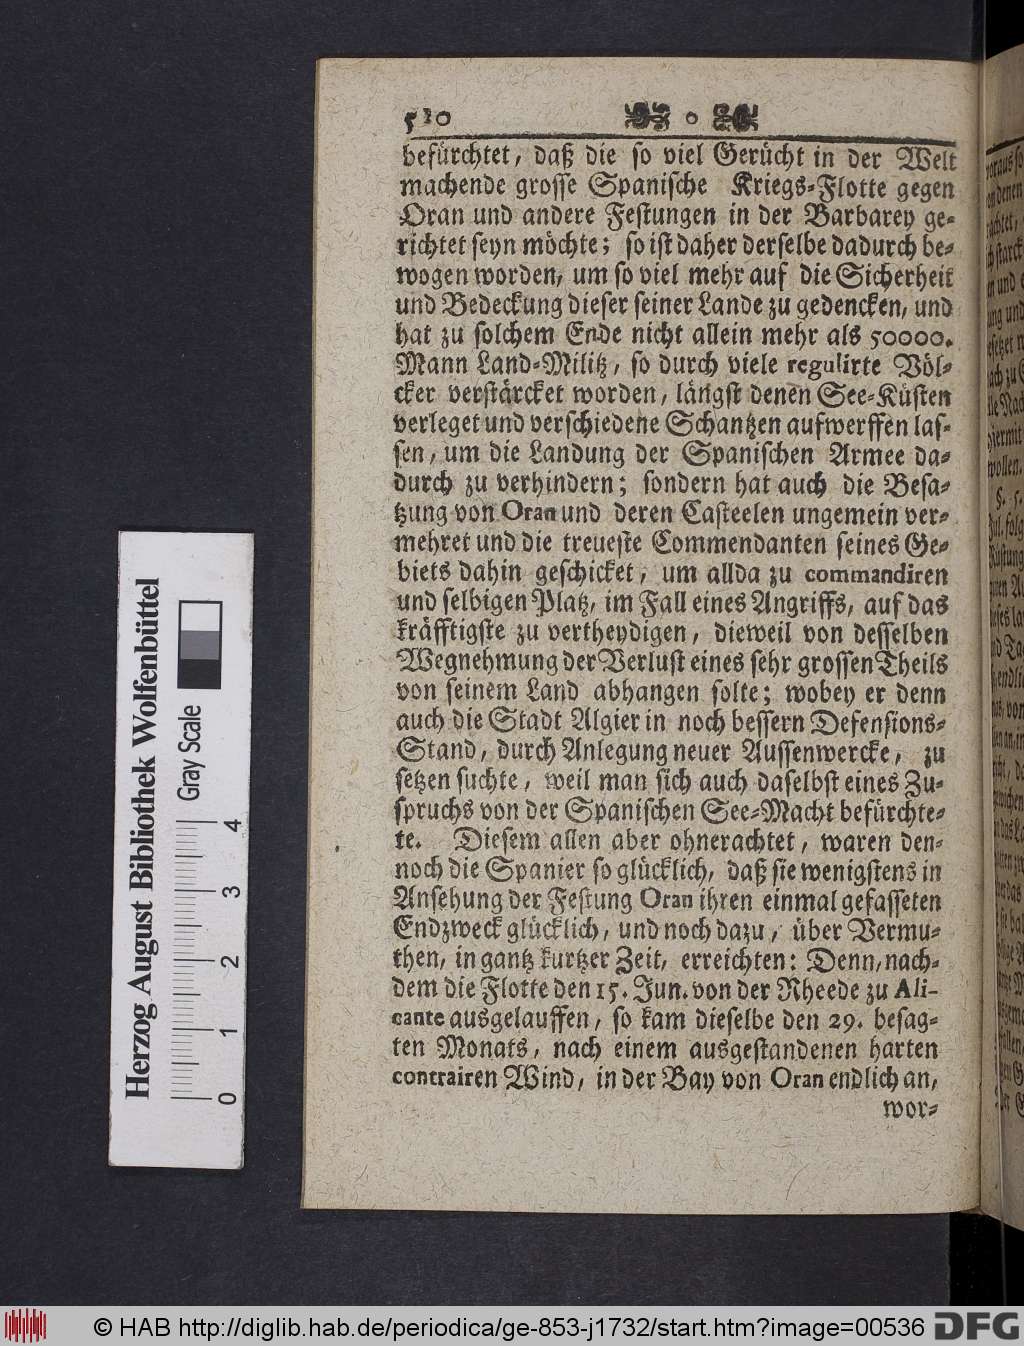 510
befürchtet, daß die so viel Gerücht in der Welt
machende grosse Spanische Kriegs-Flotte gegen
Oran und andere Festungen in der Barbarey ge-
richtet seyn möchte; so ist daher derselbe dadurch be-
wogen worden, um so viel mehr auf die Sicherheit
und Bedeckung dieser seiner Lande zu gedencken, und
hat zu solchem Ende nicht allein mehr als 50000.
Mann Land-Militz, so durch viele regulirte Völ-
cker verstärcket worden, längst denen See-Küsten
verleget und verschiedene Schantzen aufwerffen las-
sen, um die Landung der Spanischen Armee da-
durch zu verhindern; sondern hat auch die Besa-
tzung von Oran und deren Casteelen ungemein ver-
mehret und die treueste Commendanten seines Ge-
biets dahin geschicket, um allda zu commandiren
und selbigen Platz, im Fall eines Angriffs, auf das
kräfftigste zu vertheydigen, dieweil von desselben
Wegnehmung der Verlust eines sehr grossen Theils
von seinem Land abhangen solte; wobey er denn
auch die Stadt Algier in noch bessern Defensions-
Stand, durch Anlegung neuer Aussenwercke, zu
setzen suchte, weil man sich auch daselbst eines Zu-
spruchs von der Spanischen See-Macht befürchte-
te. Diesem allen aber ohnerachtet, waren den-
noch die Spanier so glücklich, daß sie wenigstens in
Ansehung der Festung Oran ihren einmal gefasseten
Endzweck glücklich, und noch dazu, über Vermu-
then, in gantz kurtzer Zeit, erreichten: Denn, nach-
dem die Flotte den 15. Jun. von der Rheede zu Ali-
cante ausgelauffen, so kam dieselbe den 29. besag-
ten Monats, nach einem ausgestandenen harten
contrairen Wind, in der Bay von Oran endlich an,
wor-
Herzog August Bibliothek Wolfenbüttel
Gray Scale
0 1 2 3 4
© HAB http://diglib.hab.de/periodica/ge-853-j1732/start.htm?image=00536
DFG